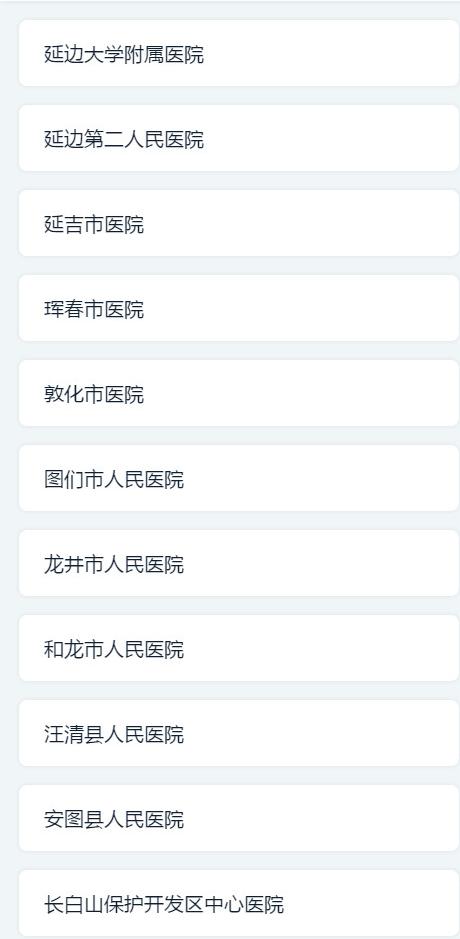 延边大学附属医院
延边第二人民医院
延吉市医院
珲春市医院
敦化市医院
图们市人民医院
龙井市人民医院
和龙市人民医院
汪清县人民医院
安图县人民医院
长白山保护开发区中心医院